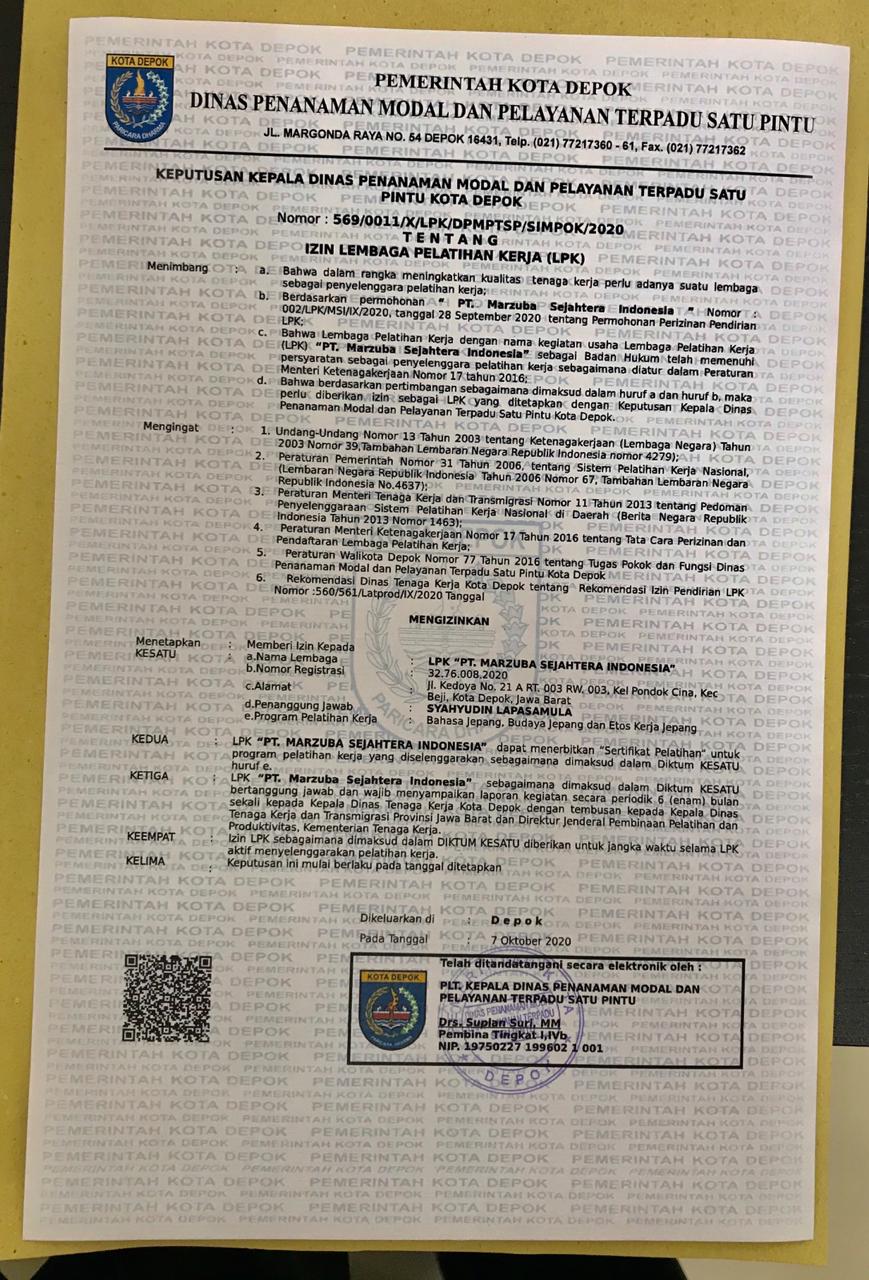 KOTA DEPOK
PARICARA DHARMA
PEMERINTAH KOTA DEPOK
DINAS PENANAMAN MODAL DAN PELAYANAN TERPADU SATU PINTU
JL. MARGONDA RAYA NO. 54 DEPOK 16431, Telp. (021) 77217360 - 61, Fax. (021) 77217362
KEPUTUSAN KEPALA DINAS PENANAMAN MODAL DAN PELAYANAN TERPADU SATU
PINTU KOTA DEPOK
Nomor : 569/0011/X/LPK/DPMPTSP/SIMPOK/2020
T E N T A N G
IZIN LEMBAGA PELATIHAN KERJA (LPK)
Menimbang : a. Bahwa dalam rangka meningkatkan kualitas tenaga kerja perlu adanya suatu lembaga
sebagai penyelenggara pelatihan kerja;
b. Berdasarkan permohonan “ PT. Marzuba Sejahtera Indonesia ” Nomor :
002/LPK/MSI/IX/2020, tanggal 28 September 2020 tentang Permohonan Perizinan Pendirian
LPK;
c. Bahwa Lembaga Pelatihan Kerja dengan nama kegiatan usaha Lembaga Pelatihan Kerja
(LPK) “PT. Marzuba Sejahtera Indonesia” sebagai Badan Hukum telah memenuhi
persyaratan sebagai penyelenggara pelatihan kerja sebagaimana diatur dalam Peraturan
Menteri Ketenagakerjaan Nomor 17 tahun 2016;
d. Bahwa berdasarkan pertimbangan sebagaimana dimaksud dalam huruf a dan huruf b, maka
perlu diberikan izin sebagai LPK yang ditetapkan dengan Keputusan Kepala Dinas
Penanaman Modal dan Pelayanan Terpadu Satu Pintu Kota Depok.
Mengingat : 1. Undang-Undang Nomor 13 Tahun 2003 tentang Ketenagakerjaan (Lembaga Negara) Tahun
2003 Nomor 39,Tambahan Lembaran Negara Republik Indonesia nomor 4279);
2. Peraturan Pemerintah Nomor 31 Tahun 2006, tentang Sistem Pelatihan Kerja Nasional,
(Lembaran Negara Republik Indonesia Tahun 2006 Nomor 67, Tambahan Lembaran Negara
Republik Indonesia No.4637);
3. Peraturan Menteri Tenaga Kerja dan Transmigrasi Nomor 11 Tahun 2013 tentang Pedoman
Penyelenggaraan Sistem Pelatihan Kerja Nasional di Daerah (Berita Negara Republik
Indonesia Tahun 2013 Nomor 1463);
4. Peraturan Menteri Ketenagakerjaan Nomor 17 Tahun 2016 tentang Tata Cara Perizinan dan
Pendaftaran Lembaga Pelatihan Kerja;
5. Peraturan Walikota Depok Nomor 77 Tahun 2016 tentang Tugas Pokok dan Fungsi Dinas
Penanaman Modal dan Pelayanan Terpadu Satu Pintu Kota Depok
6. Rekomendasi Dinas Tenaga Kerja Kota Depok tentang Rekomendasi Izin Pendirian LPK
Nomor :560/561/Latprod/IX/2020 Tanggal
MENGIZINKAN
Menetapkan : Memberi Izin Kepada
KESATU : a.Nama Lembaga : LPK “PT. MARZUBA SEJAHTERA INDONESIA”
b.Nomor Registrasi : 32.76.008.2020
c.Alamat : Jl. Kedoya No. 21 A RT. 003 RW, 003, Kel Pondok Cina, Kec
Beji, Kota Depok, Jawa Barat
d.Penanggung Jawab : SYAHYUDIN LAPASAMULA
e.Program Pelatihan Kerja : Bahasa Jepang, Budaya Jepang dan Etos Kerja Jepang
KEDUA : LPK “PT. MARZUBA SEJAHTERA INDONESIA” dapat menerbitkan “Sertifikat Pelatihan” untuk
program pelatihan kerja yang diselenggarakan sebagaimana dimaksud dalam Diktum KESATU
huruf e.
KETIGA : LPK “PT. Marzuba Sejahtera Indonesia” sebagaimana dimaksud dalam Diktum KESATU
bertanggung jawab dan wajib menyampaikan laporan kegiatan secara periodik 6 (enam) bulan
sekali kepada Kepala Dinas Tenaga Kerja Kota Depok dengan tembusan kepada Kepala Dinas
Tenaga Kerja dan Transmigrasi Provinsi Jawa Barat dan Direktur Jenderal Pembinaan Pelatihan dan
Produktivitas, Kementerian Tenaga Kerja.
KEEMPAT : Izin LPK sebagaimana dimaksud dalam DIKTUM KESATU diberikan untuk jangka waktu selama LPK
aktif menyelenggarakan pelatihan kerja.
KELIMA : Keputusan ini mulai berlaku pada tanggal ditetapkan
Dikeluarkan di : D e p o k
Pada Tanggal : 7 Oktober 2020
Telah ditandatangani secara elektronik oleh :
KOTA DEPOK
PLT. KEPALA DINAS PENANAMAN MODAL DAN
PELAYANAN TERPADU SATU PINTU
Drs. Supian Suri, MM
Pembina Tingkat I,IVb
NIP. 19750227 199602 1 001
DEPOK